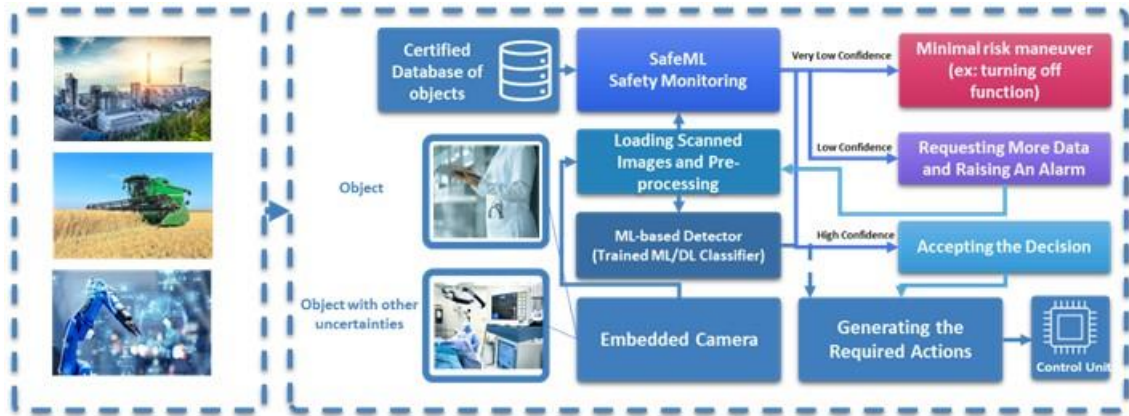 Certified
Database of
objects
SafeML
Safety Monitoring
Very Low Confidence
Minimal risk maneuver
(ex: turning off
function)
Loading Scanned
Images and Pre-
processing
Low Confidence
Requesting More Data
and Raising An Alarm
Object
ML-based Detector
(Trained ML/DL Classifier)
High Confidence
Accepting the Decision
Object with other
uncertainties
Embedded Camera
Generating the
Required Actions
Control Unit